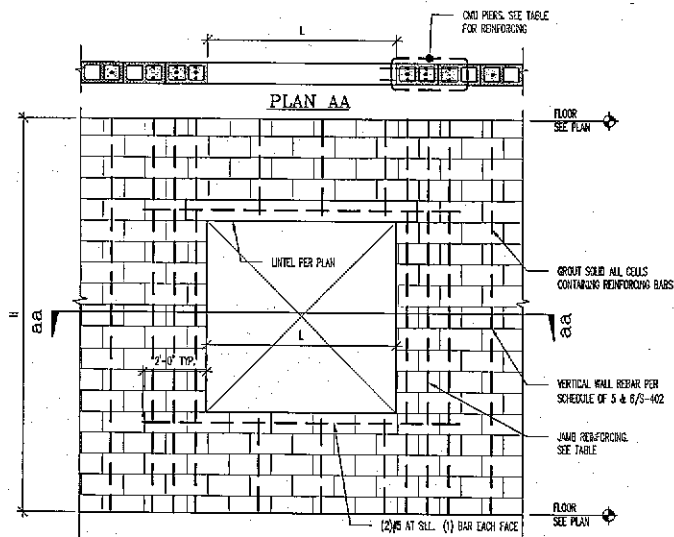 CMU PIERS. SEE TABLE
FOR REINFORCING
L
PLAN AA
FLOOR
SEE PLAN
LINTEL PER PLAN
GROUT SOLID ALL CELLS
CONTAINING REINFORCING BARS
H
aa
aa
L
2'-0" TYP.
VERTICAL WALL REBAR PER
SCHEDULE OF 5 & 6/S-402
JAMB REINFORCING.
SEE TABLE
FLOOR
SEE PLAN
(2)#5 AT SILL. (1) BAR EACH FACE